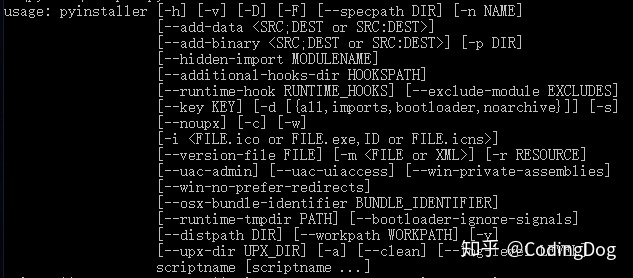 usage: pyinstaller [-h] [-v] [-D] [-F] [--specpath DIR] [-n NAME]
[--add-data <SRC;DEST or SRC:DEST>]
[--add-binary <SRC;DEST or SRC:DEST>] [-p DIR]
[--hidden-import MODULENAME]
[--additional-hooks-dir HOOKSPATH]
[--runtime-hook RUNTIME_HOOKS] [--exclude-module EXCLUDES]
[--key KEY] [-d [{all,imports,bootloader,noarchive}]] [-s]
[--noupx] [-c] [-w]
[-i <FILE.ico or FILE.exe,ID or FILE.icns>]
[--version-file FILE] [-m <FILE or XML>] [-r RESOURCE]
[--uac-admin] [--uac-uiaccess] [--win-private-assemblies]
[--win-no-prefer-redirects]
[--osx-bundle-identifier BUNDLE_IDENTIFIER]
[--runtime-tmpdir PATH] [--bootloader-ignore-signals]
[--distpath DIR] [--workpath WORKPATH] [-y]
[--upx-dir UPX_DIR] [-a] [--clean]
知乎 @CodingDog
scriptname [scriptname ...]